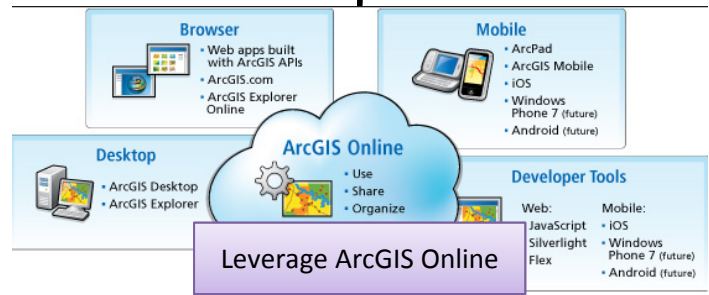 Browser
• Web apps built
with ArcGIS APIs
• ArcGIS.com
• ArcGIS Explorer
Online
Mobile
• ArcPad
• ArcGIS Mobile
• iOS
• Windows
Phone 7 (future)
• Android (future)
Desktop
• ArcGIS Desktop
• ArcGIS Explorer
ArcGIS Online
• Use
• Share
• Organize
Developer Tools
Web:
JavaScript
Silverlight
Flex
Mobile:
• iOS
• Windows
Phone 7 (future)
• Android (future)
Leverage ArcGIS Online